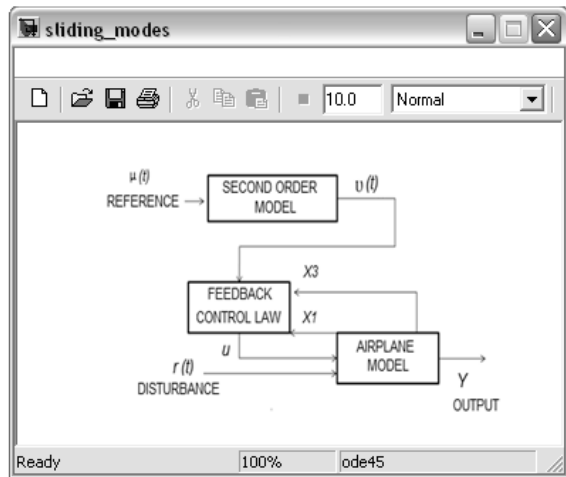 sliding_modes
10.0 Normal
μ (t)
REFERENCE
SECOND ORDER
MODEL
υ (t)
X3
FEEDBACK
CONTROL LAW
X1
u
AIRPLANE
MODEL
r (t)
DISTURBANCE
Y
OUTPUT
Ready 100% ode45